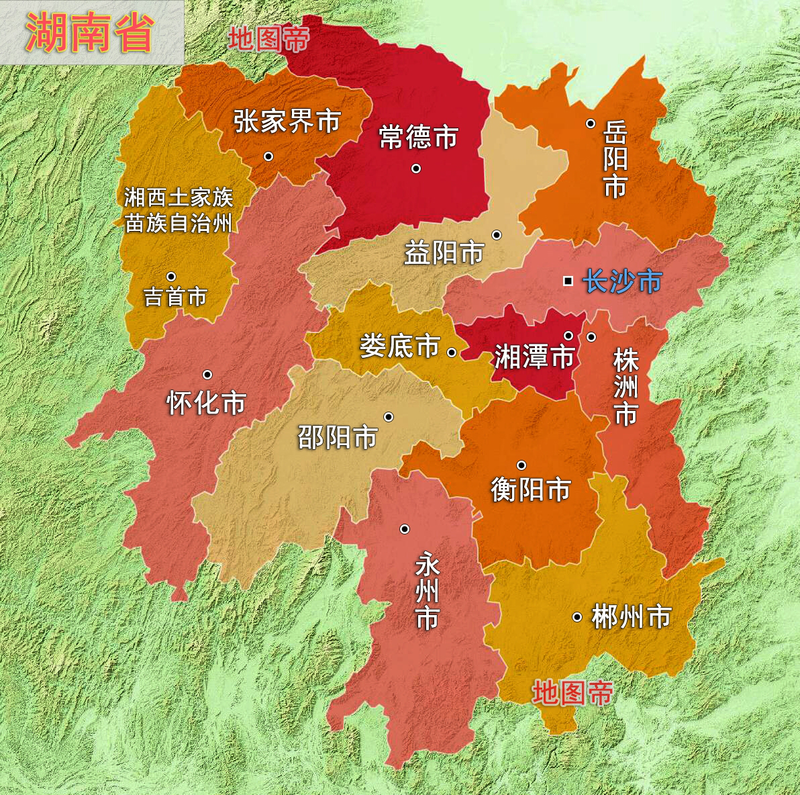 湖南省
地图帝
张家界市
常德市
岳阳市
湘西土家族
苗族自治州
益阳市
长沙市
吉首市
娄底市
湘潭市
株洲市
怀化市
邵阳市
衡阳市
永州市
郴州市
地图帝